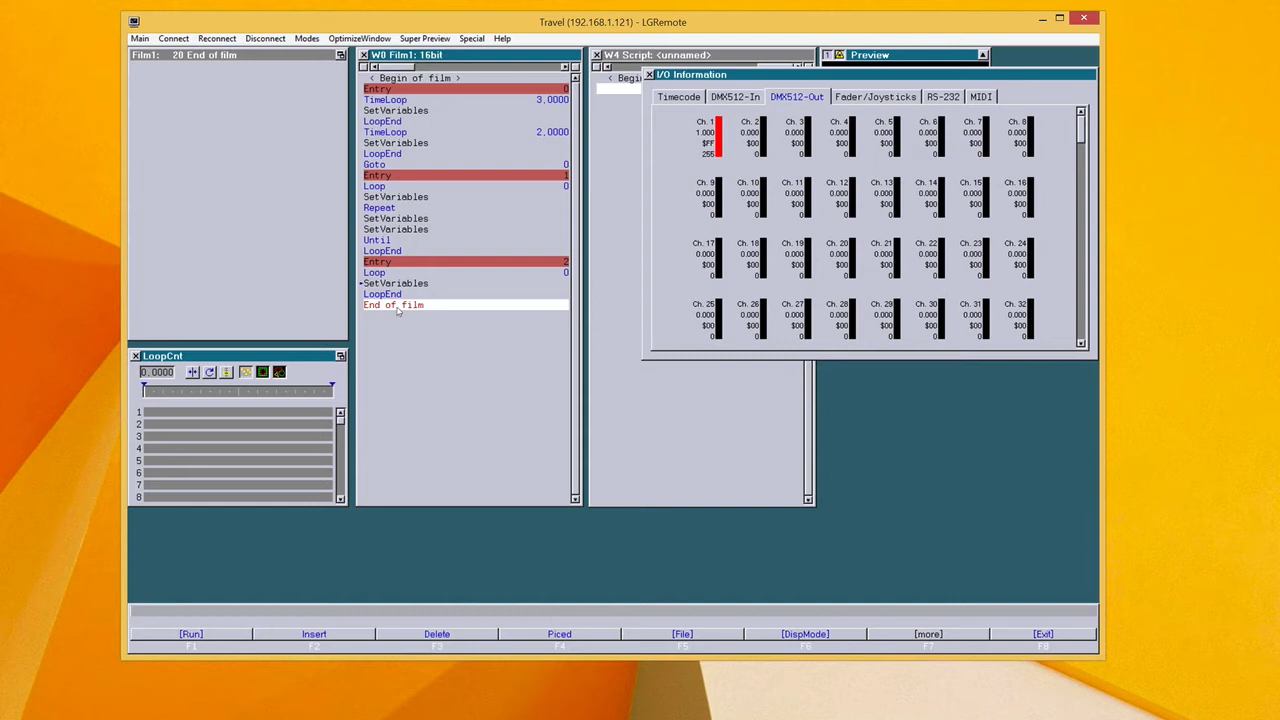 Travel (192.168.1.121) - LGRemote
Main Connect Reconnect Disconnect Modes OptimizeWindow Super Preview Special Help
Film1: 20 End of film
W0 Film1: 16bit
< Begin of film >
Entry 0
TimeLoop 3.0000
SetVariables
LoopEnd
TimeLoop 2.0000
SetVariables
LoopEnd
Goto 0
Entry 1
Loop 0
SetVariables
Repeat
SetVariables
SetVariables
Until
LoopEnd
Entry 2
Loop 0
SetVariables
LoopEnd
End of film
W4 Script: <unnamed>
< Begi
1 Preview
I/O Information
Timecode DMX512-In DMX512-Out Fader/Joysticks RS-232 MIDI
Ch. 1 Ch. 2 Ch. 3 Ch. 4 Ch. 5 Ch. 6 Ch. 7 Ch. 8
1.000 0.000 0.000 0.000 0.000 0.000 0.000 0.000
$FF $00 $00 $00 $00 $00 $00 $00
255 0 0 0 0 0 0 0
Ch. 9 Ch. 10 Ch. 11 Ch. 12 Ch. 13 Ch. 14 Ch. 15 Ch. 16
0.000 0.000 0.000 0.000 0.000 0.000 0.000 0.000
$00 $00 $00 $00 $00 $00 $00 $00
0 0 0 0 0 0 0 0
Ch. 17 Ch. 18 Ch. 19 Ch. 20 Ch. 21 Ch. 22 Ch. 23 Ch. 24
0.000 0.000 0.000 0.000 0.000 0.000 0.000 0.000
$00 $00 $00 $00 $00 $00 $00 $00
0 0 0 0 0 0 0 0
Ch. 25 Ch. 26 Ch. 27 Ch. 28 Ch. 29 Ch. 30 Ch. 31 Ch. 32
0.000 0.000 0.000 0.000 0.000 0.000 0.000 0.000
$00 $00 $00 $00 $00 $00 $00 $00
0 0 0 0 0 0 0 0
LoopCnt
0.0000
1
2
3
4
5
6
7
8
[Run] Insert Delete Piced [File] [DispMode] [more] [Exit]
F1 F2 F3 F4 F5 F6 F7 F8